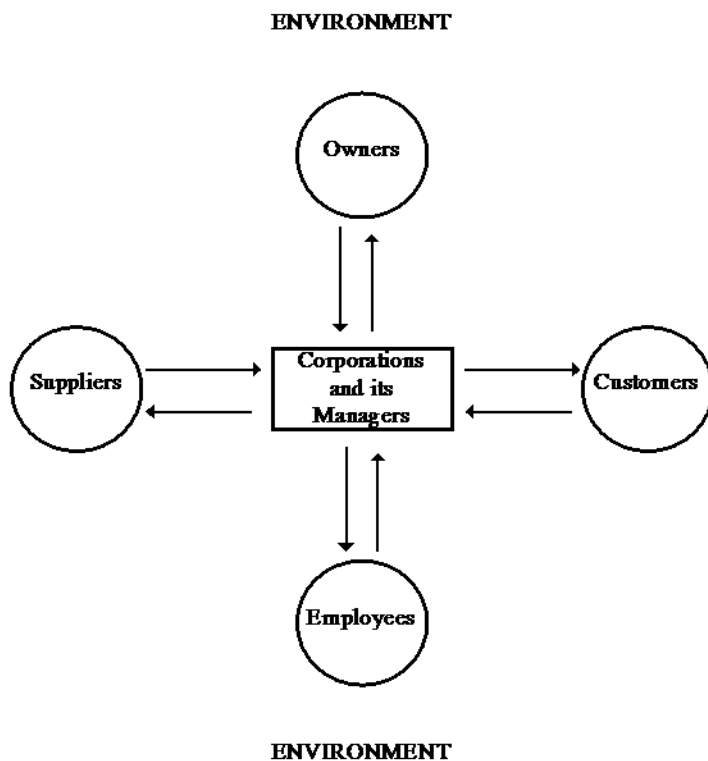 ENVIRONMENT
Owners
Suppliers
Corporations
and its
Managers
Customers
Employees
ENVIRONMENT